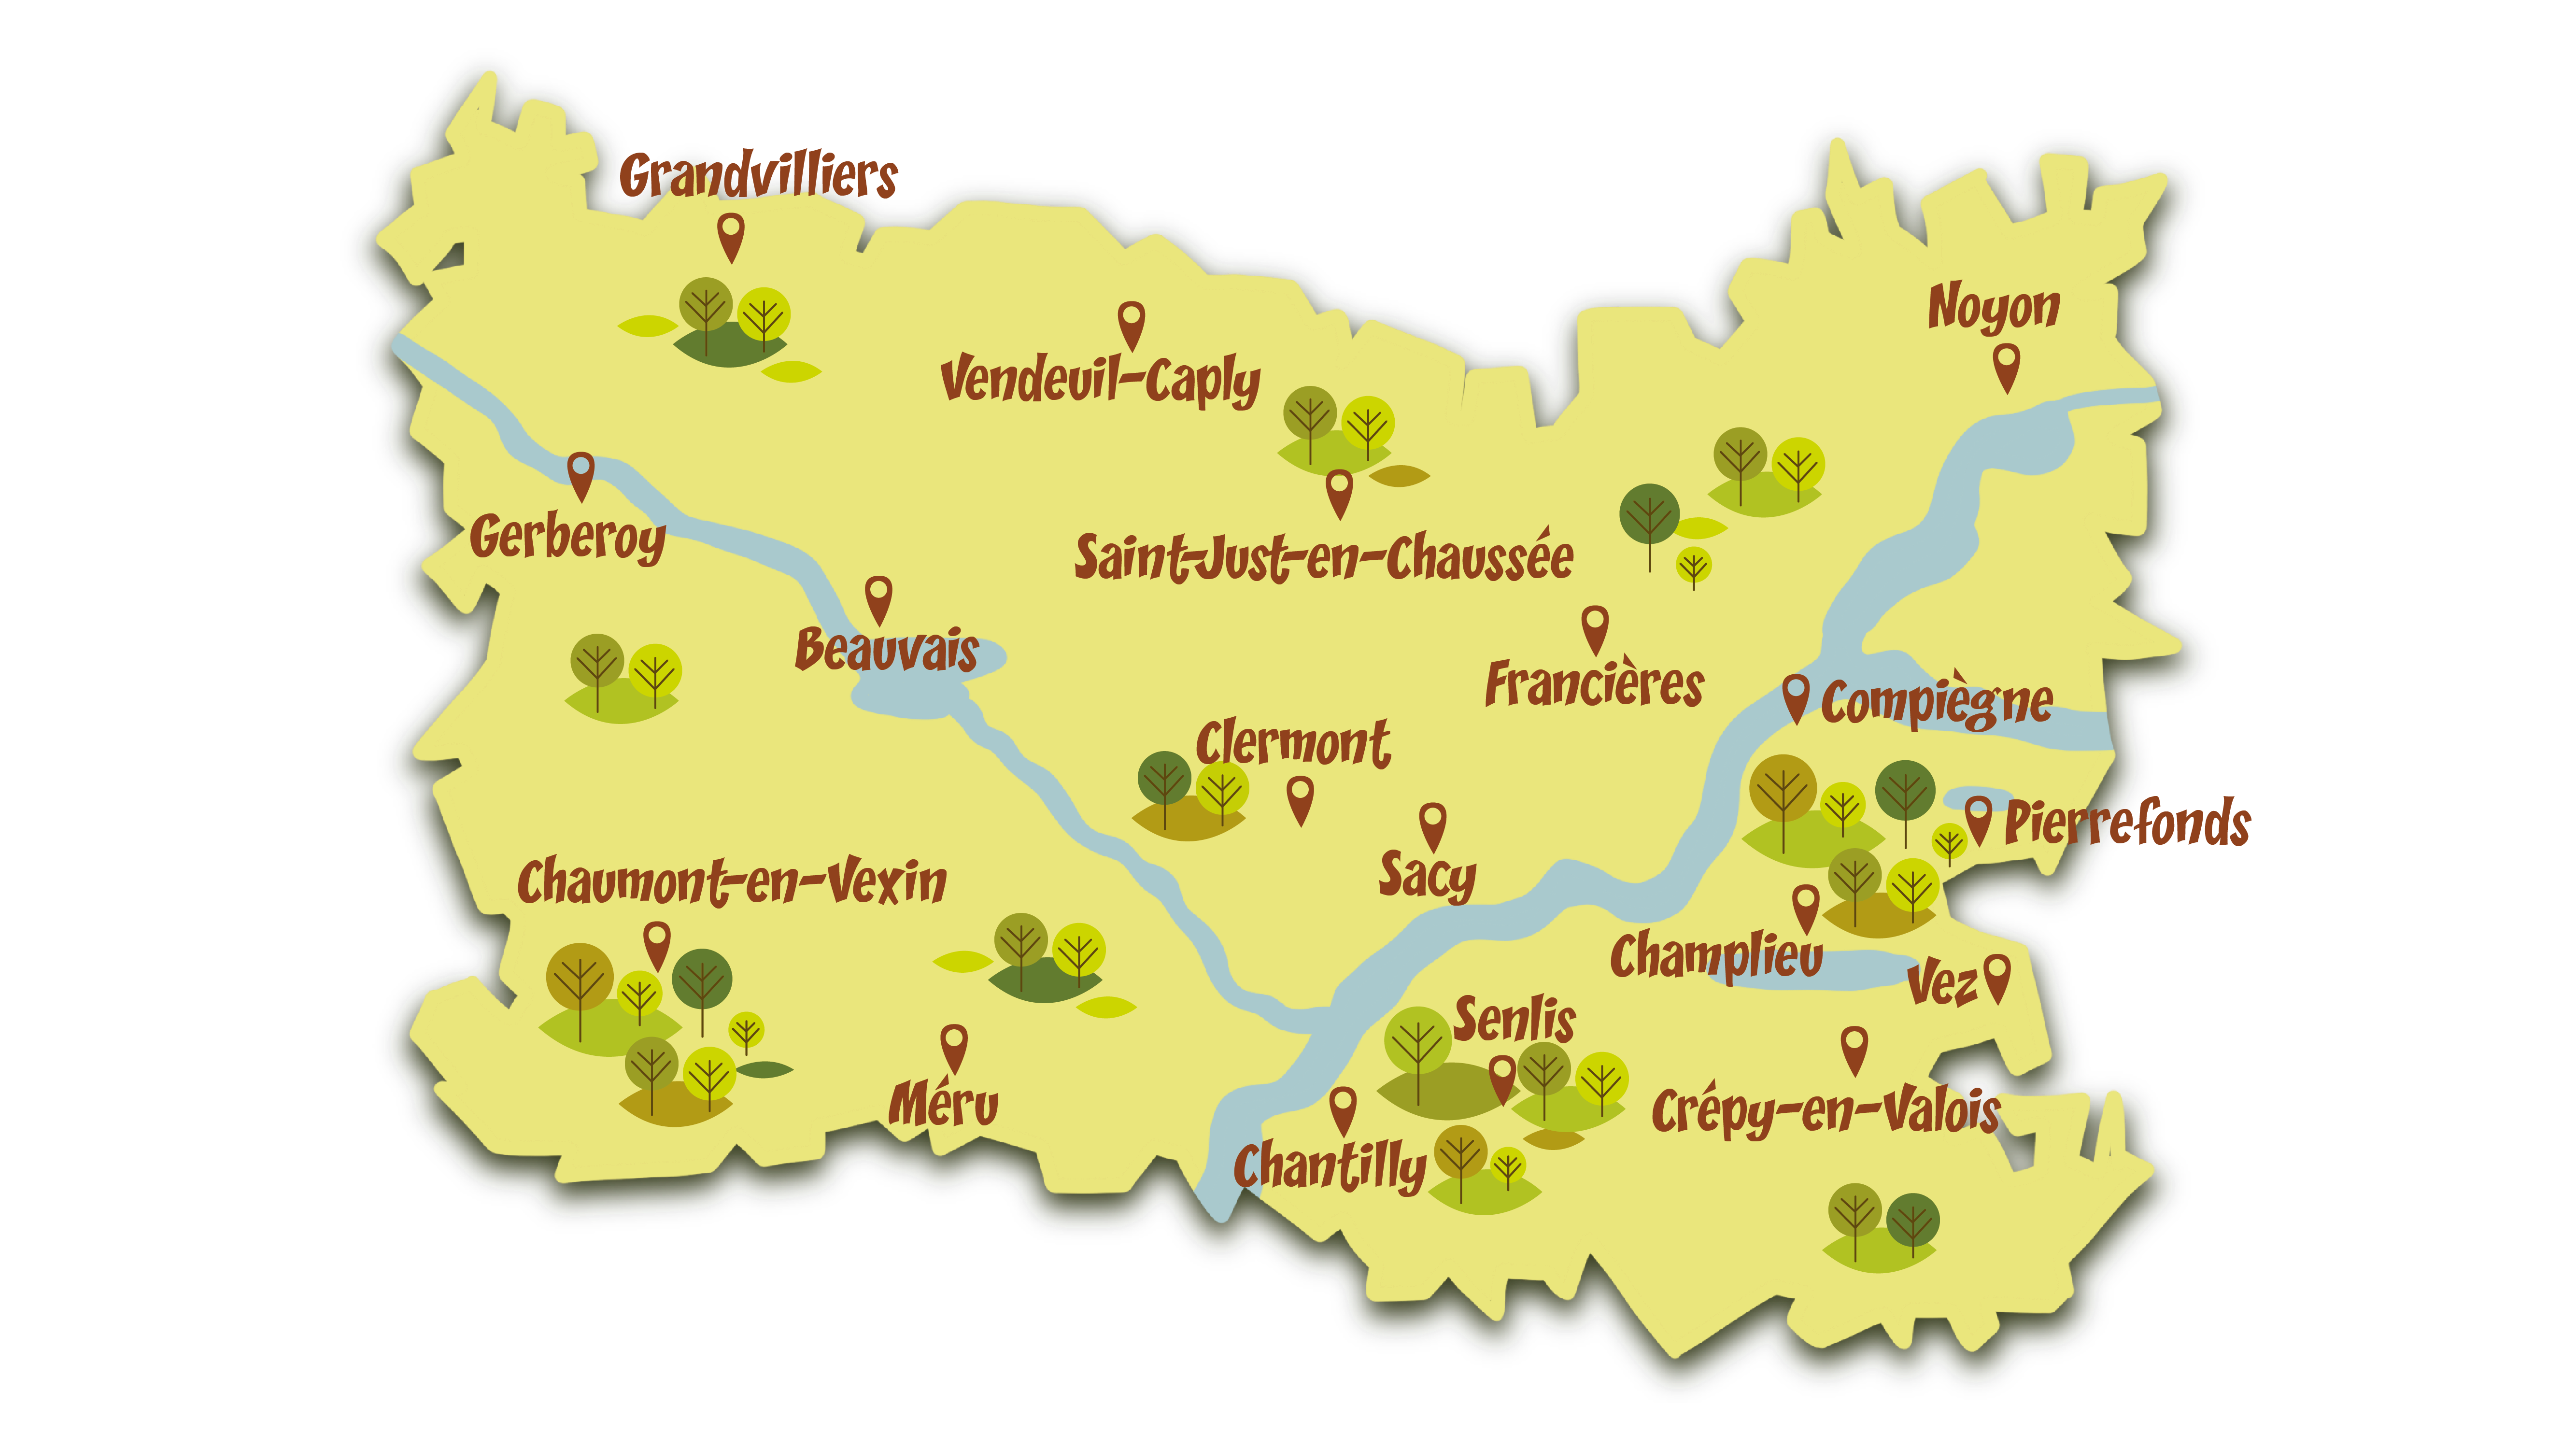 Grandvilliers
Noyon
Vendeuil-Caply
Gerberoy
Saint-Just-en-Chaussée
Beauvais
Francières
Compiègne
Clermont
Pierrefonds
Sacy
Chaumont-en-Vexin
Champlieu
Vez
Senlis
Méru
Crépy-en-Valois
Chantilly